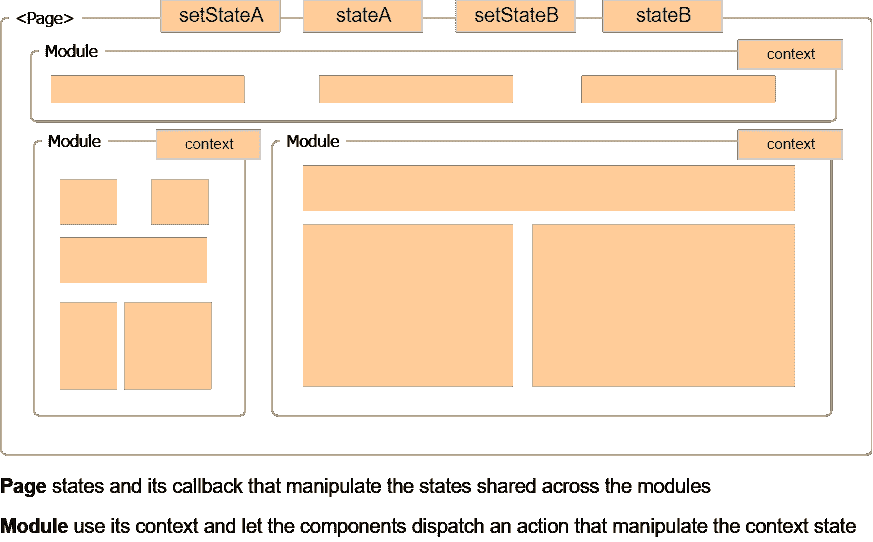 <Page> setStateA stateA setStateB stateB
Module context
Module context Module context
Page states and its callback that manipulate the states shared across the modules
Module use its context and let the components dispatch an action that manipulate the context state